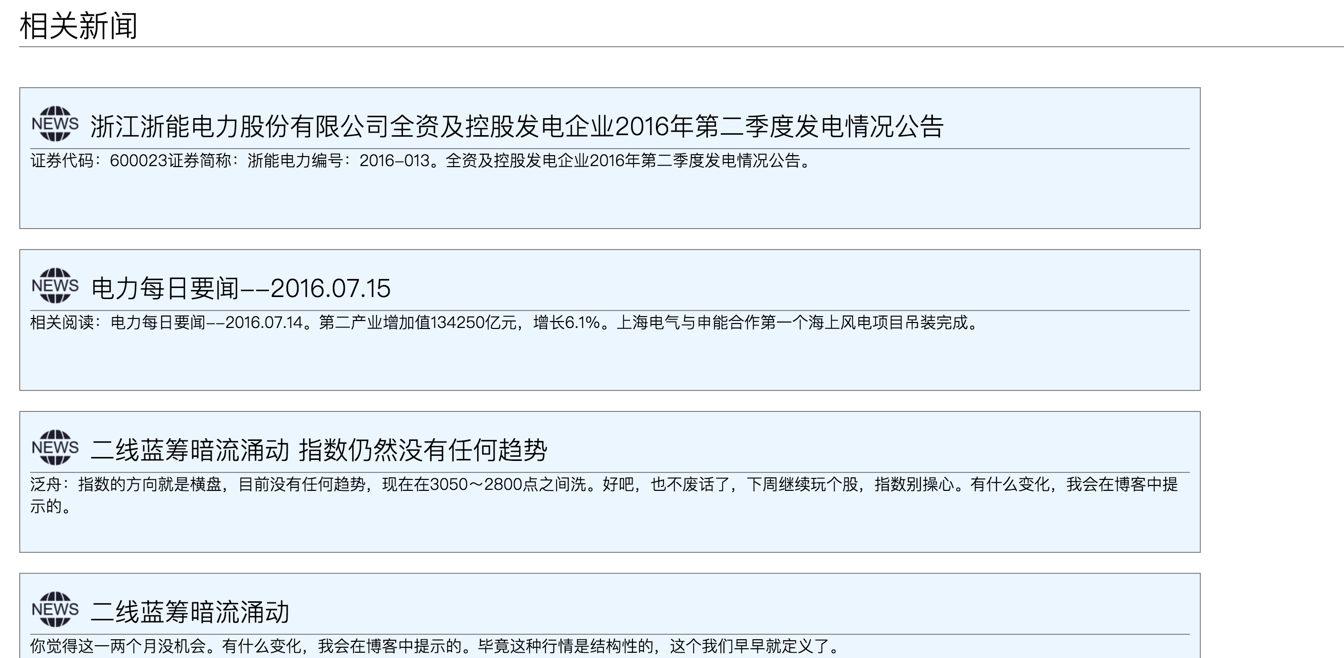 相关新闻
NEWS 浙江浙能电力股份有限公司全资及控股发电企业2016年第二季度发电情况公告
证券代码：600023证券简称：浙能电力编号：2016-013。全资及控股发电企业2016年第二季度发电情况公告。
NEWS 电力每日要闻--2016.07.15
相关阅读：电力每日要闻--2016.07.14。第二产业增加值134250亿元，增长6.1%。上海电气与申能合作第一个海上风电项目吊装完成。
NEWS 二线蓝筹暗流涌动 指数仍然没有任何趋势
泛舟：指数的方向就是横盘，目前没有任何趋势，现在在3050～2800点之间洗。好吧，也不废话了，下周继续玩个股，指数别操心。有什么变化，我会在博客中提
示的。
NEWS 二线蓝筹暗流涌动
你觉得这一两个月没机会。有什么变化，我会在博客中提示的。毕竟这种行情是结构性的，这个我们早早就定义了。